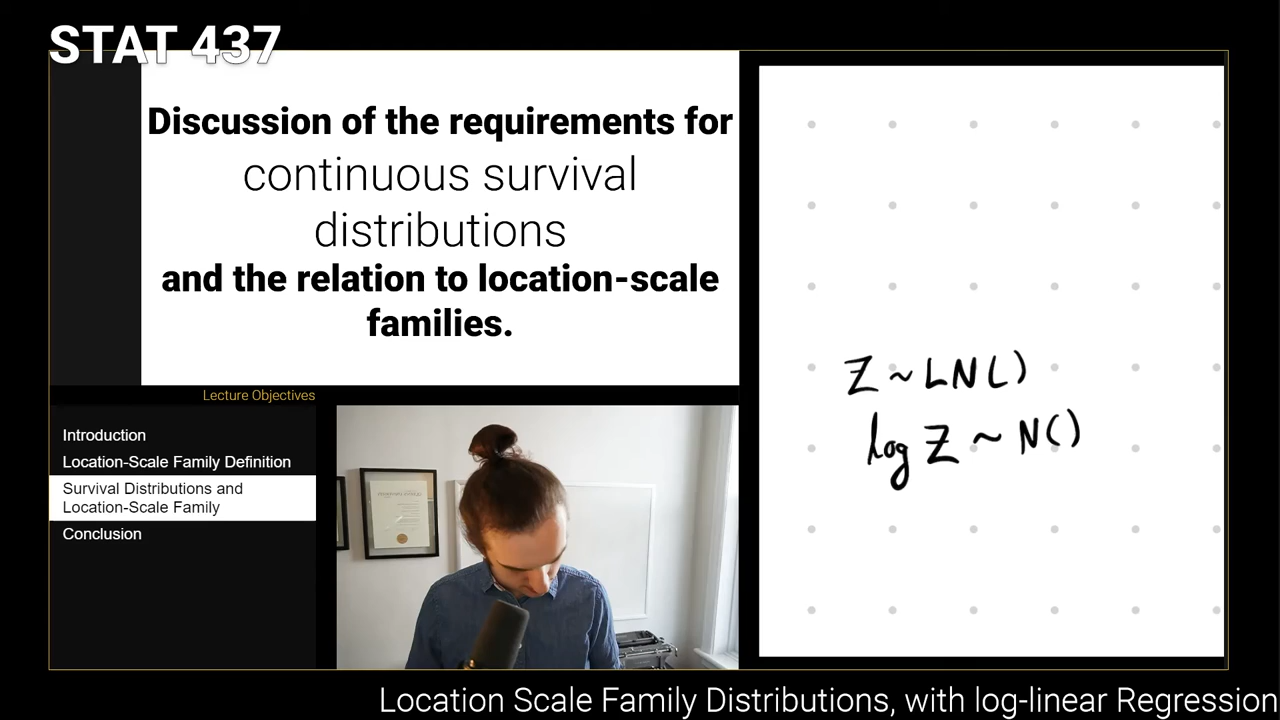 STAT 437
Discussion of the requirements for
continuous survival
distributions
and the relation to location-scale
families.
Lecture Objectives
Introduction
Location-Scale Family Definition
Survival Distributions and
Location-Scale Family
Conclusion
Z ~ LN()
log Z ~ N()
Location Scale Family Distributions, with log-linear Regression